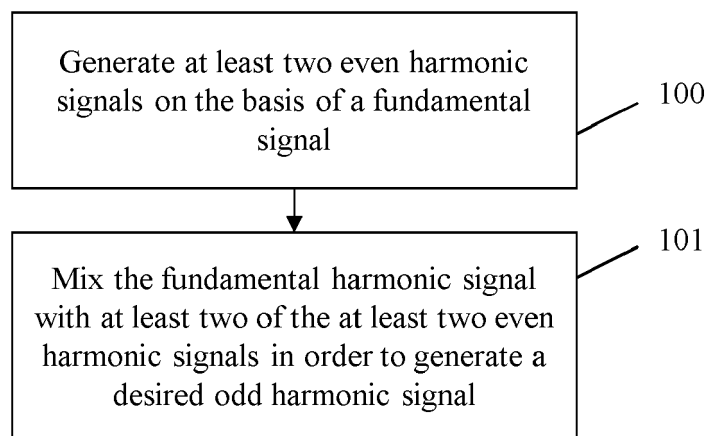 Generate at least two even harmonic
signals on the basis of a fundamental
signal
100
Mix the fundamental harmonic signal
with at least two of the at least two even
harmonic signals in order to generate a
desired odd harmonic signal
101